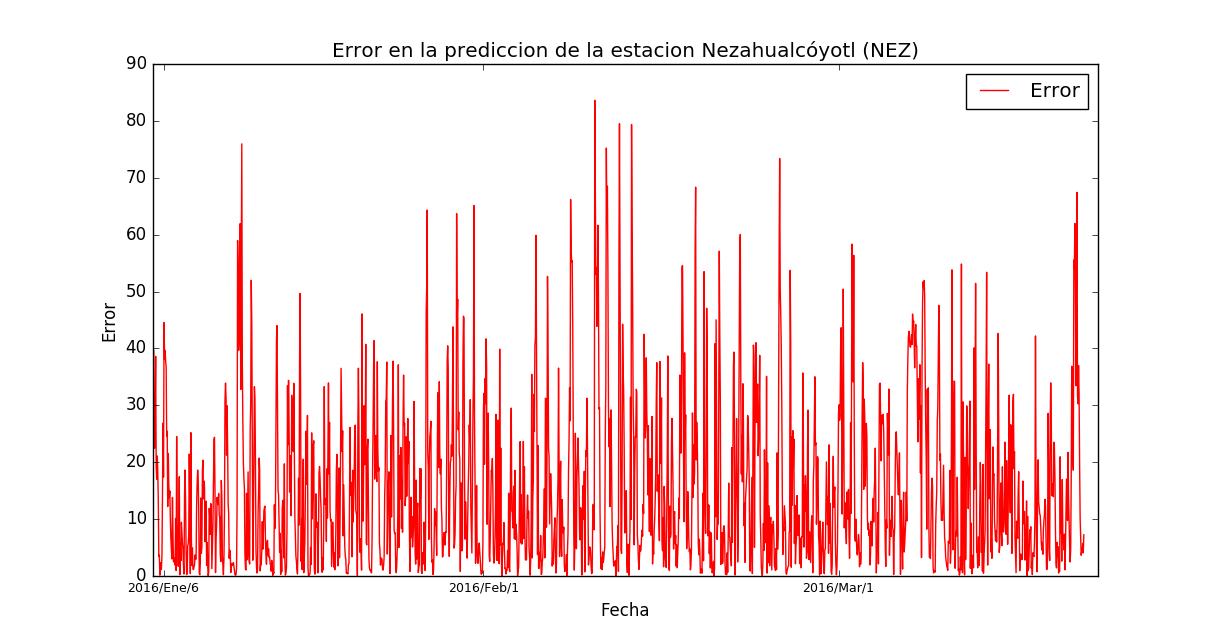 Error en la prediccion de la estacion Nezahualcóyotl (NEZ)
Error
90
80
70
60
50
40
30
20
10
0
Error
2016/Ene/6
2016/Feb/1
2016/Mar/1
Fecha